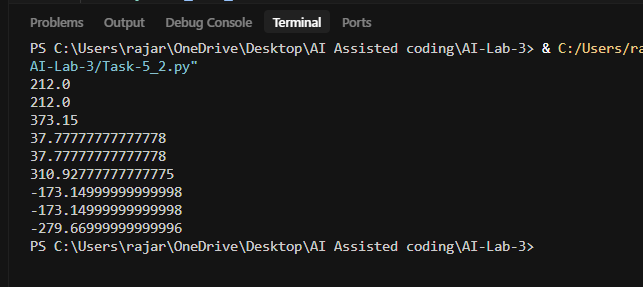 Problems Output Debug Console Terminal Ports
PS C:\Users\rajar\OneDrive\Desktop\AI Assisted coding\AI-Lab-3> & C:/Users/ra
AI-Lab-3/Task-5_2.py"
212.0
212.0
373.15
37.77777777777778
37.77777777777778
310.92777777777775
-173.14999999999998
-173.14999999999998
-279.66999999999996
PS C:\Users\rajar\OneDrive\Desktop\AI Assisted coding\AI-Lab-3>